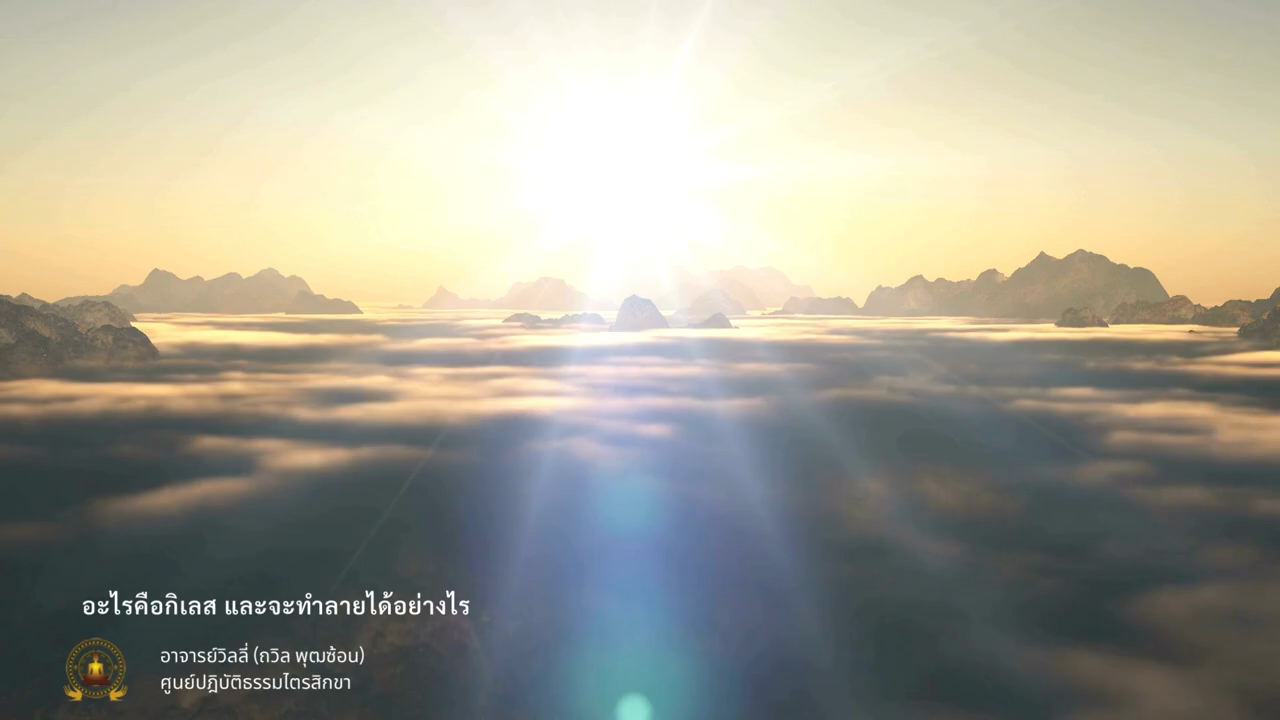 อะไรคือกิเลส และจะทำลายได้อย่างไร
อาจารย์วิลลี่ (ถวิล พุฒซ้อน)
ศูนย์ปฎิบัติธรรมไตรสิกขา